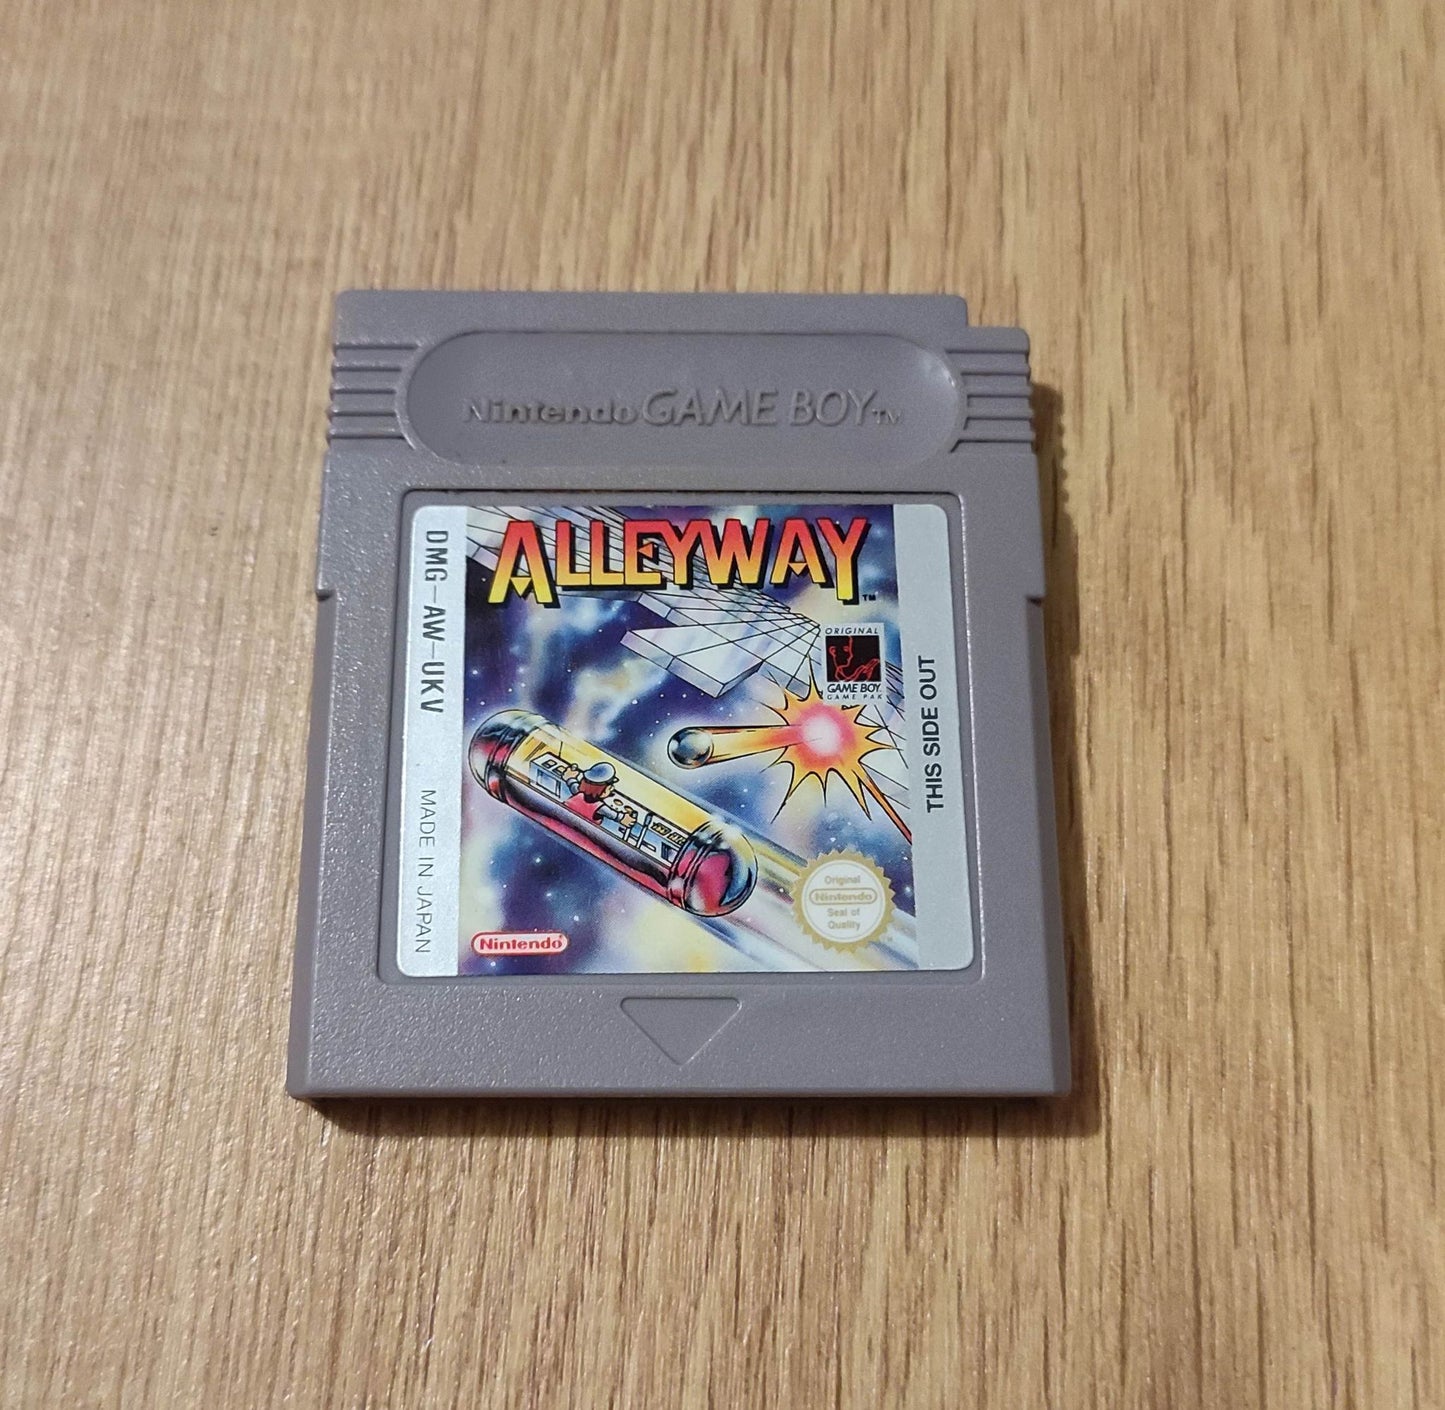 Nintendo GAME BOY TM
DMG-AW-UKV
MADE IN JAPAN
ALLEYWAY TM
ORIGINAL
GAME BOY
GAME PAK
THIS SIDE OUT
Original
Nintendo
Seal of
Quality
Nintendo